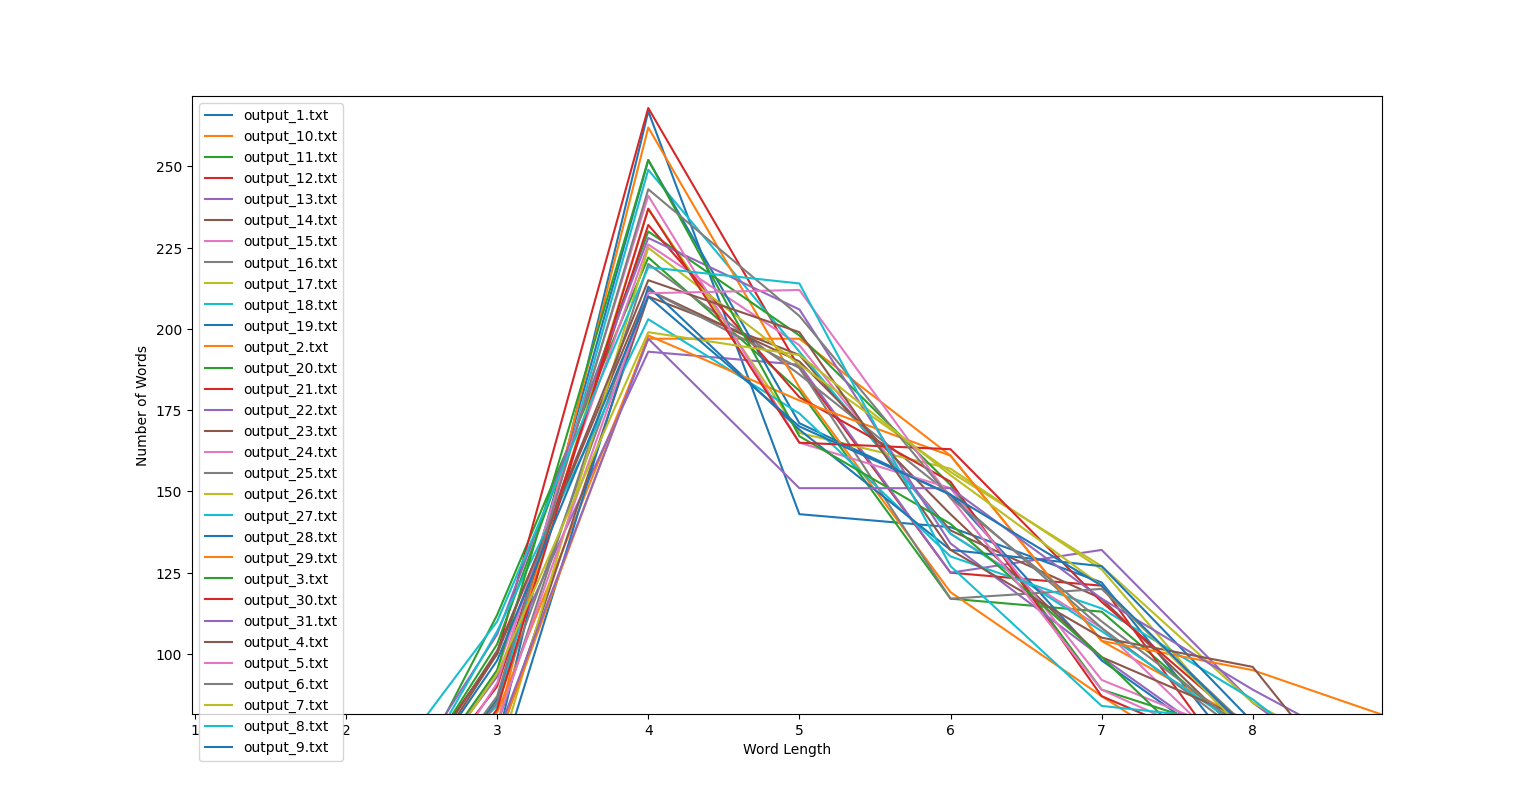 output_1.txt
output_10.txt
output_11.txt
output_12.txt
output_13.txt
output_14.txt
output_15.txt
output_16.txt
output_17.txt
output_18.txt
output_19.txt
output_2.txt
output_20.txt
output_21.txt
output_22.txt
output_23.txt
output_24.txt
output_25.txt
output_26.txt
output_27.txt
output_28.txt
output_29.txt
output_3.txt
output_30.txt
output_31.txt
output_4.txt
output_5.txt
output_6.txt
output_7.txt
output_8.txt
output_9.txt
250
225
200
175
150
125
100
Number of Words
1 2 3 4 5 6 7 8
Word Length